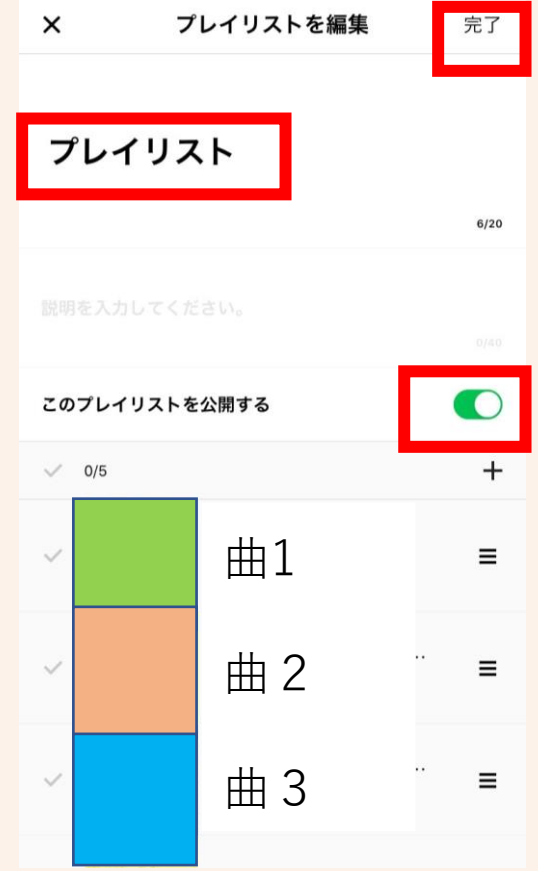 × プレイリストを編集 完了
プレイリスト
6/20
説明を入力してください。
0/40
このプレイリストを公開する
0/5 +
曲1
曲２
曲３